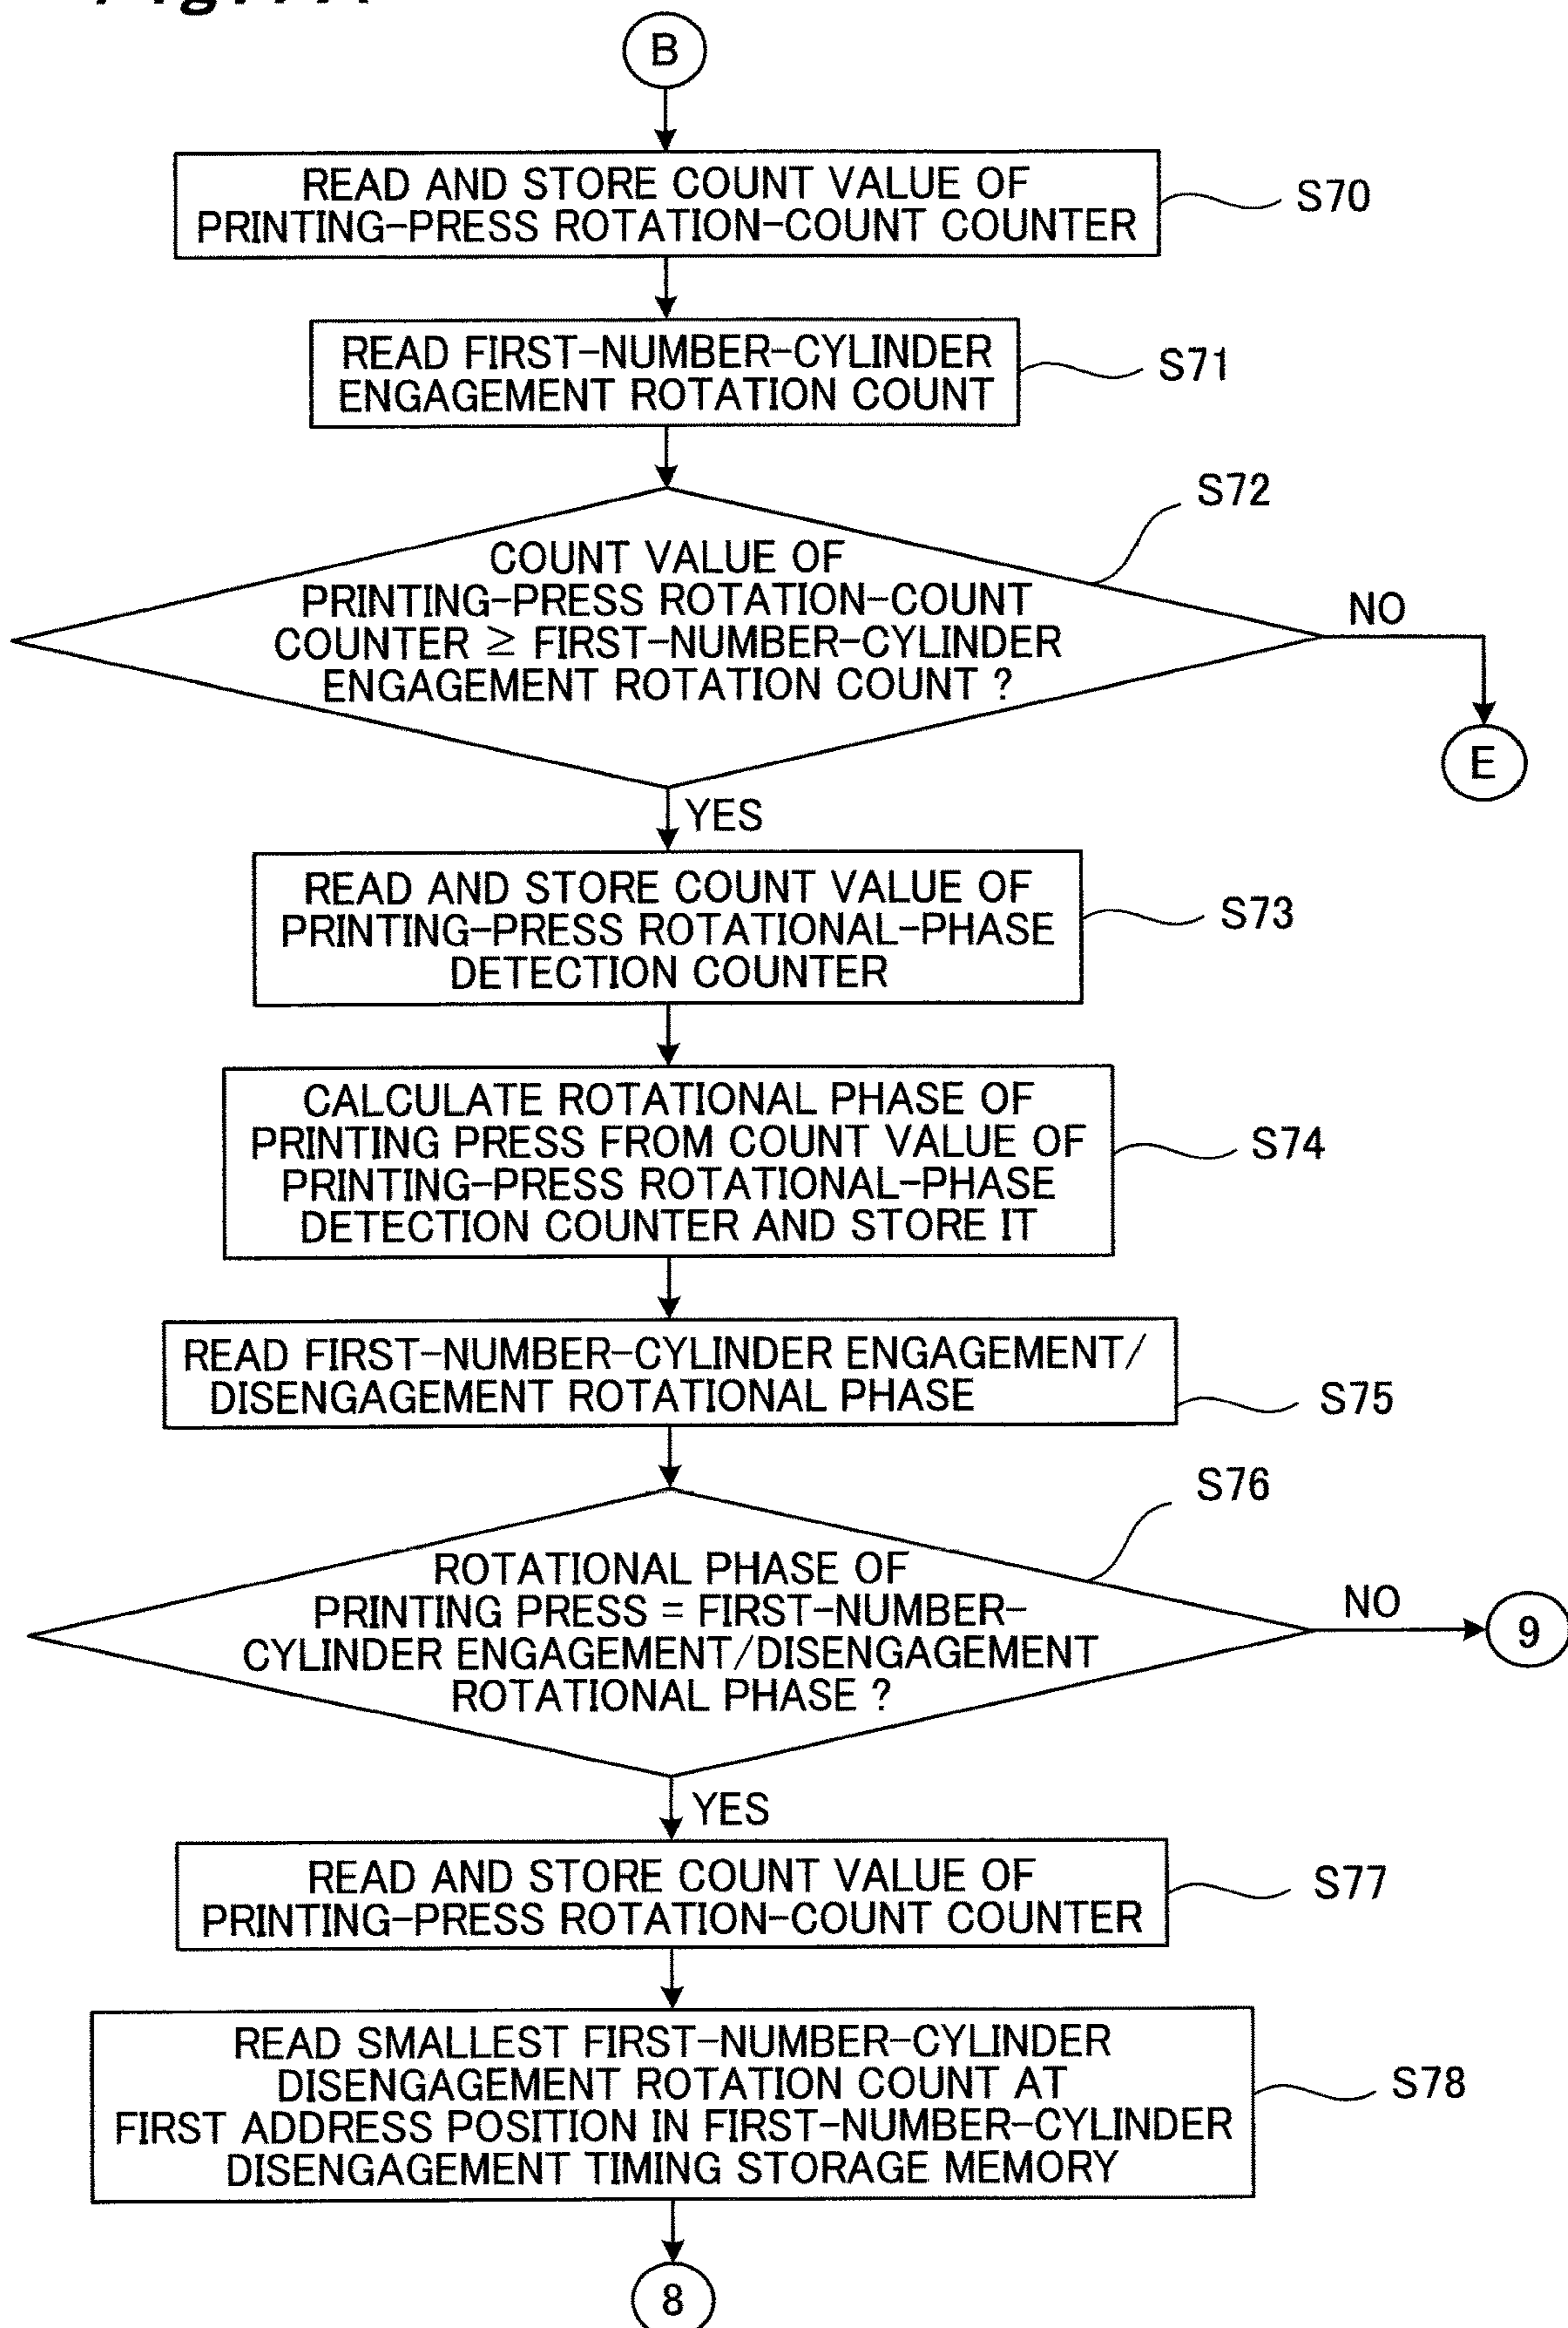 B
READ AND STORE COUNT VALUE OF
PRINTING-PRESS ROTATION-COUNT COUNTER
S70
READ FIRST-NUMBER-CYLINDER
ENGAGEMENT ROTATION COUNT
S71
S72
COUNT VALUE OF
PRINTING-PRESS ROTATION-COUNT
COUNTER ≥ FIRST-NUMBER-CYLINDER
ENGAGEMENT ROTATION COUNT ?
NO
E
YES
READ AND STORE COUNT VALUE OF
PRINTING-PRESS ROTATIONAL-PHASE
DETECTION COUNTER
S73
CALCULATE ROTATIONAL PHASE OF
PRINTING PRESS FROM COUNT VALUE OF
PRINTING-PRESS ROTATIONAL-PHASE
DETECTION COUNTER AND STORE IT
S74
READ FIRST-NUMBER-CYLINDER ENGAGEMENT/
DISENGAGEMENT ROTATIONAL PHASE
S75
S76
ROTATIONAL PHASE OF
PRINTING PRESS = FIRST-NUMBER-
CYLINDER ENGAGEMENT/DISENGAGEMENT
ROTATIONAL PHASE ?
NO
9
YES
READ AND STORE COUNT VALUE OF
PRINTING-PRESS ROTATION-COUNT COUNTER
S77
READ SMALLEST FIRST-NUMBER-CYLINDER
DISENGAGEMENT ROTATION COUNT AT
FIRST ADDRESS POSITION IN FIRST-NUMBER-CYLINDER
DISENGAGEMENT TIMING STORAGE MEMORY
S78
8